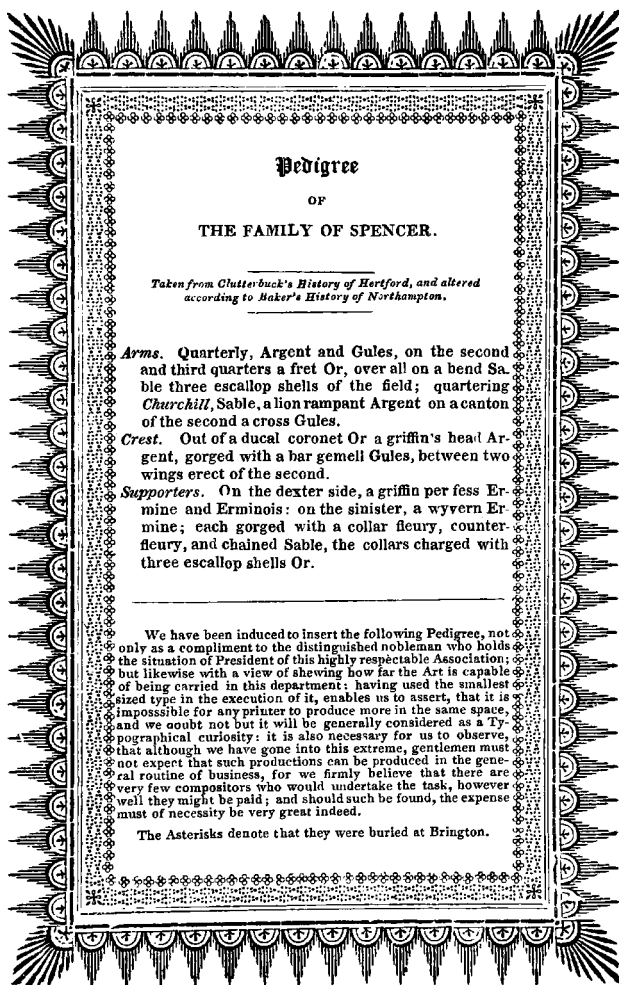 Pedigree
OF
THE FAMILY OF SPENCER.
Taken from Clutterbuck's History of Hertford, and altered
according to Baker's History of Northampton.
Arms. Quarterly, Argent and Gules, on the second
and third quarters a fret Or, over all on a bend Sa-
ble three escallop shells of the field; quartering
Churchill, Sable, a lion rampant Argent on a canton
of the second a cross Gules.
Crest. Out of a ducal coronet Or a griffin's head Ar-
gent, gorged with a bar gemell Gules, between two
wings erect of the second.
Supporters. On the dexter side, a griffin per fess Er-
mine and Erminois: on the sinister, a wyvern Er-
mine; each gorged with a collar fleury, counter-
fleury, and chained Sable, the collars charged with
three escallop shells Or.
We have been induced to insert the following Pedigree, not
only as a compliment to the distinguished nobleman who holds
the situation of President of this highly respectable Association;
but likewise with a view of shewing how far the Art is capable
of being carried in this department: having used the smallest
sized type in the execution of it, enables us to assert, that it is
imposssible for any printer to produce more in the same space,
and we doubt not but it will be generally considered as a Ty-
pographical curiosity: it is also necessary for us to observe,
that although we have gone into this extreme, gentlemen must
not expect that such productions can be produced in the gene-
ral routine of business, for we firmly believe that there are
very few compositors who would undertake the task, however
well they might be paid; and should such be found, the expense
must of necessity be very great indeed.
The Asterisks denote that they were buried at Brington.